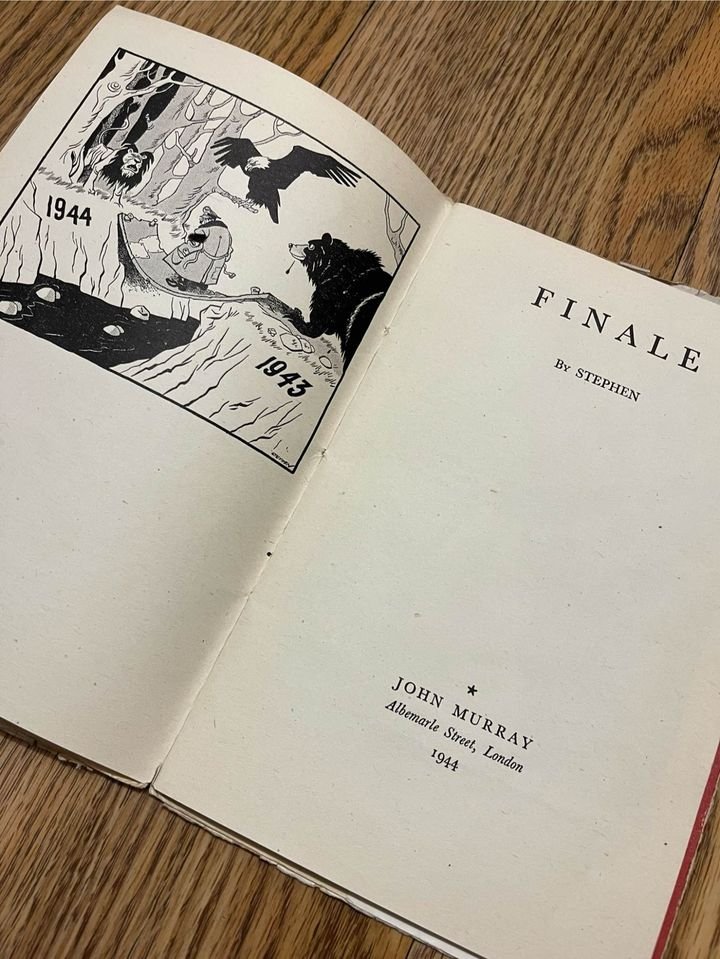 1944
1943
FINALE
By STEPHEN
JOHN MURRAY
Albemarle Street, London
1944